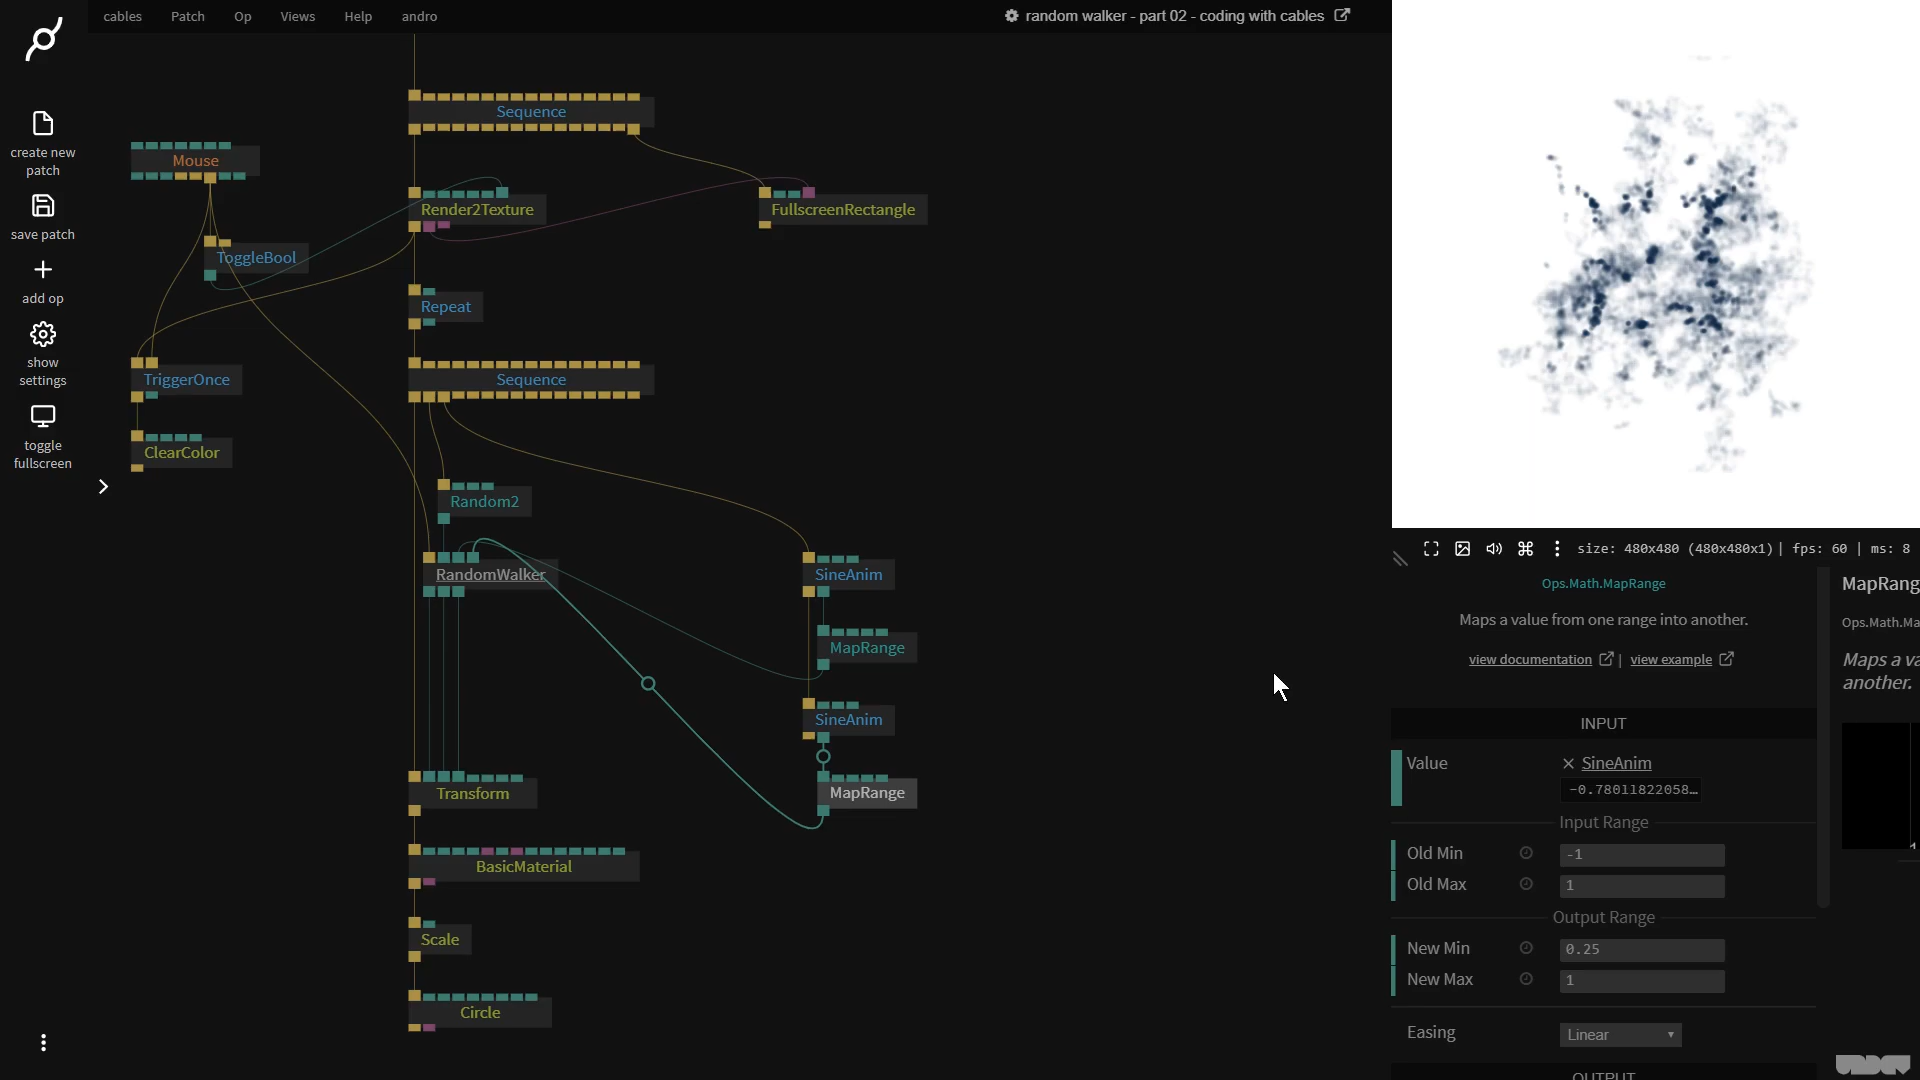 cables Patch Op Views Help andro
random walker - part 02 - coding with cables
create new
patch
save patch
add op
show
settings
toggle
fullscreen
Sequence
Mouse
Render2Texture
FullscreenRectangle
ToggleBool
Repeat
TriggerOnce
Sequence
ClearColor
Random2
RandomWalker
SineAnim
MapRange
SineAnim
Transform
MapRange
BasicMaterial
Scale
Circle
size: 480x480 (480x480x1) | fps: 60 | ms: 8
Ops.Math.MapRange
Maps a value from one range into another.
view documentation | view example
INPUT
Value × SineAnim
-0.78011822058…
Input Range
Old Min -1
Old Max 1
Output Range
New Min 0.25
New Max 1
Easing Linear
OUTPUT
MapRang
Ops.Math.Ma
Maps a va
another.